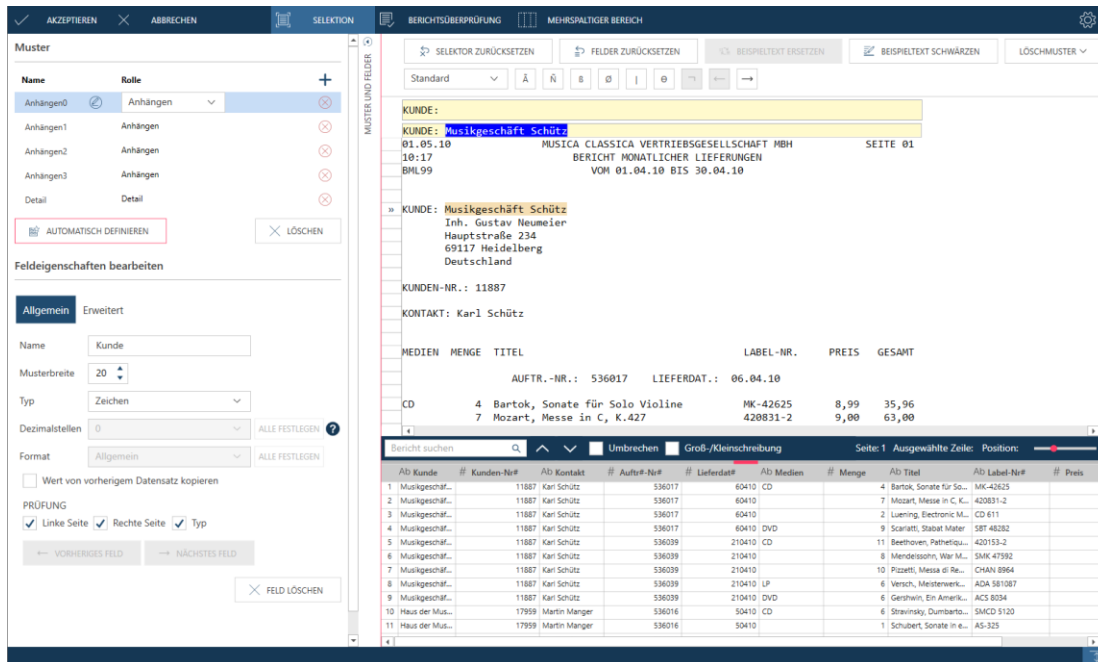 AKZEPTIEREN ABBRECHEN SELEKTION BERICHTSÜBERPRÜFUNG MEHRSPALTIGER BEREICH
Muster
Name Rolle
Anhängen0 Anhängen
Anhängen1 Anhängen
Anhängen2 Anhängen
Anhängen3 Anhängen
Detail Detail
AUTOMATISCH DEFINIEREN LÖSCHEN
Feldeigenschaften bearbeiten
Allgemein Erweitert
Name Kunde
Musterbreite 20
Typ Zeichen
Dezimalstellen 0 ALLE FESTLEGEN
Format Allgemein ALLE FESTLEGEN
Wert von vorherigem Datensatz kopieren
PRÜFUNG
Linke Seite Rechte Seite Typ
← VORHERIGES FELD → NÄCHSTES FELD
FELD LÖSCHEN
MUSTER UND FELDER
SELEKTOR ZURÜCKSETZEN FELDER ZURÜCKSETZEN BEISPIELTEXT ERSETZEN BEISPIELTEXT SCHWÄRZEN LÖSCHMUSTER
Standard Ã Ñ ß Ø | ɵ ¬ ← →
KUNDE:
KUNDE: Musikgeschäft Schütz
01.05.10 MUSICA CLASSICA VERTRIEBSGESELLSCHAFT MBH SEITE 01
10:17 BERICHT MONATLICHER LIEFERUNGEN
BML99 VOM 01.04.10 BIS 30.04.10
» KUNDE: Musikgeschäft Schütz
Inh. Gustav Neumeier
Hauptstraße 234
69117 Heidelberg
Deutschland
KUNDEN-NR.: 11887
KONTAKT: Karl Schütz
MEDIEN MENGE TITEL LABEL-NR. PREIS GESAMT
AUFTR.-NR.: 536017 LIEFERDAT.: 06.04.10
CD 4 Bartok, Sonate für Solo Violine MK-42625 8,99 35,96
7 Mozart, Messe in C, K.427 420831-2 9,00 63,00
Bericht suchen Umbrechen Groß-/Kleinschreibung Seite: 1 Ausgewählte Zeile: Position:
Ab Kunde # Kunden-Nr# Ab Kontakt # Auftr#-Nr# # Lieferdat# Ab Medien # Menge Ab Titel Ab Label-Nr# # Preis
1 Musikgeschäf... 11887 Karl Schütz 536017 60410 CD 4 Bartok, Sonate für So... MK-42625
2 Musikgeschäf... 11887 Karl Schütz 536017 60410 7 Mozart, Messe in C, K... 420831-2
3 Musikgeschäf... 11887 Karl Schütz 536017 60410 2 Luening, Electronic M... CD 611
4 Musikgeschäf... 11887 Karl Schütz 536017 60410 DVD 9 Scarlatti, Stabat Mater SBT 48282
5 Musikgeschäf... 11887 Karl Schütz 536039 210410 CD 11 Beethoven, Pathetiqu... 420153-2
6 Musikgeschäf... 11887 Karl Schütz 536039 210410 8 Mendelssohn, War M... SMK 47592
7 Musikgeschäf... 11887 Karl Schütz 536039 210410 10 Pizzetti, Messa di Re... CHAN 8964
8 Musikgeschäf... 11887 Karl Schütz 536039 210410 LP 6 Versch., Meisterwerk... ADA 581087
9 Musikgeschäf... 11887 Karl Schütz 536039 210410 DVD 6 Gershwin, Ein Amerik... ACS 8034
10 Haus der Mus... 17959 Martin Manger 536016 50410 CD 6 Stravinsky, Dumbarto... SMCD 5120
11 Haus der Mus... 17959 Martin Manger 536016 50410 1 Schubert, Sonate in e... AS-325